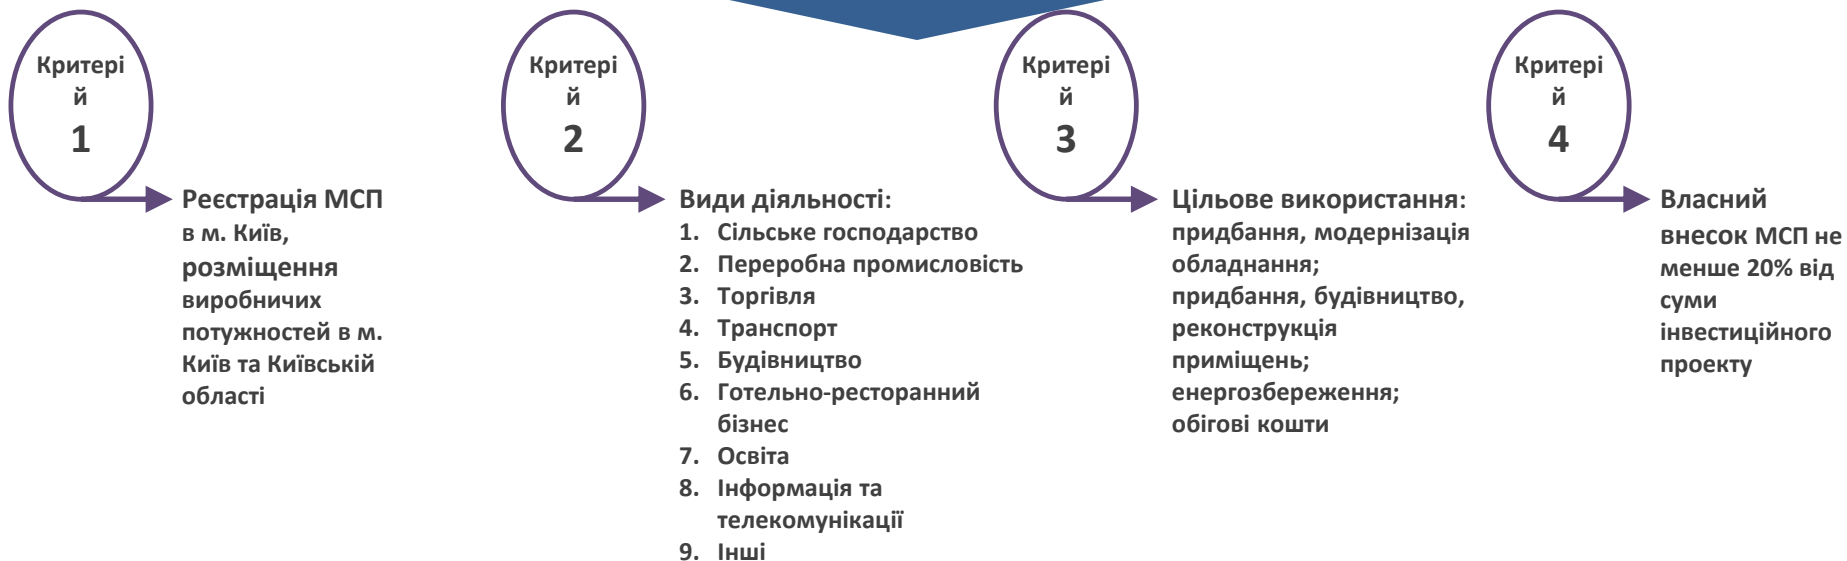 Критері
й
1
Реєстрація МСП
в м. Київ,
розміщення
виробничих
потужностей в м.
Київ та Київській
області
Критері
й
2
Види діяльності:
1. Сільське господарство
2. Переробна промисловість
3. Торгівля
4. Транспорт
5. Будівництво
6. Готельно-ресторанний
бізнес
7. Освіта
8. Інформація та
телекомунікації
9. Інші
Критері
й
3
Цільове використання:
придбання, модернізація
обладнання;
придбання, будівництво,
реконструкція
приміщень;
енергозбереження;
обігові кошти
Критері
й
4
Власний
внесок МСП не
менше 20% від
суми
інвестиційного
проекту